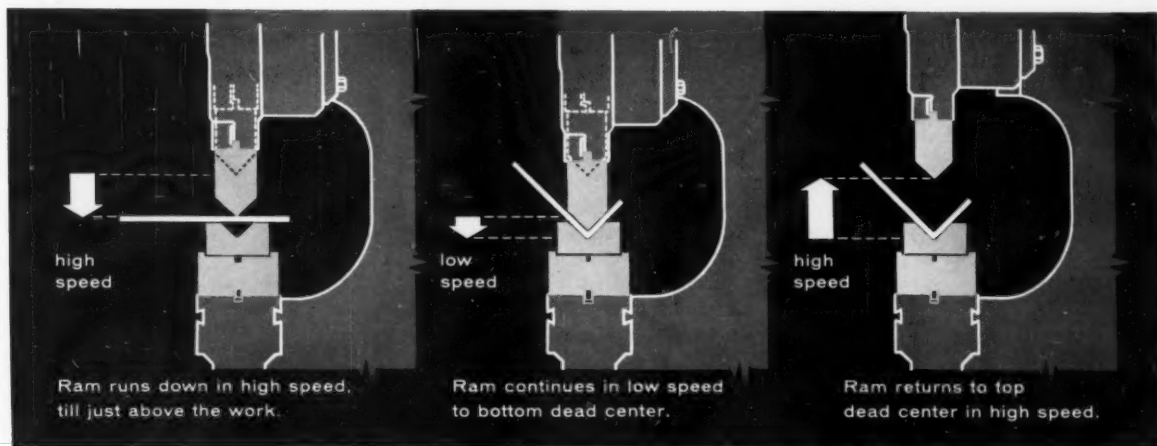 high
speed
Ram runs down in high speed,
till just above the work.
low
speed
Ram continues in low speed
to bottom dead center.
high
speed
Ram returns to top
dead center in high speed.